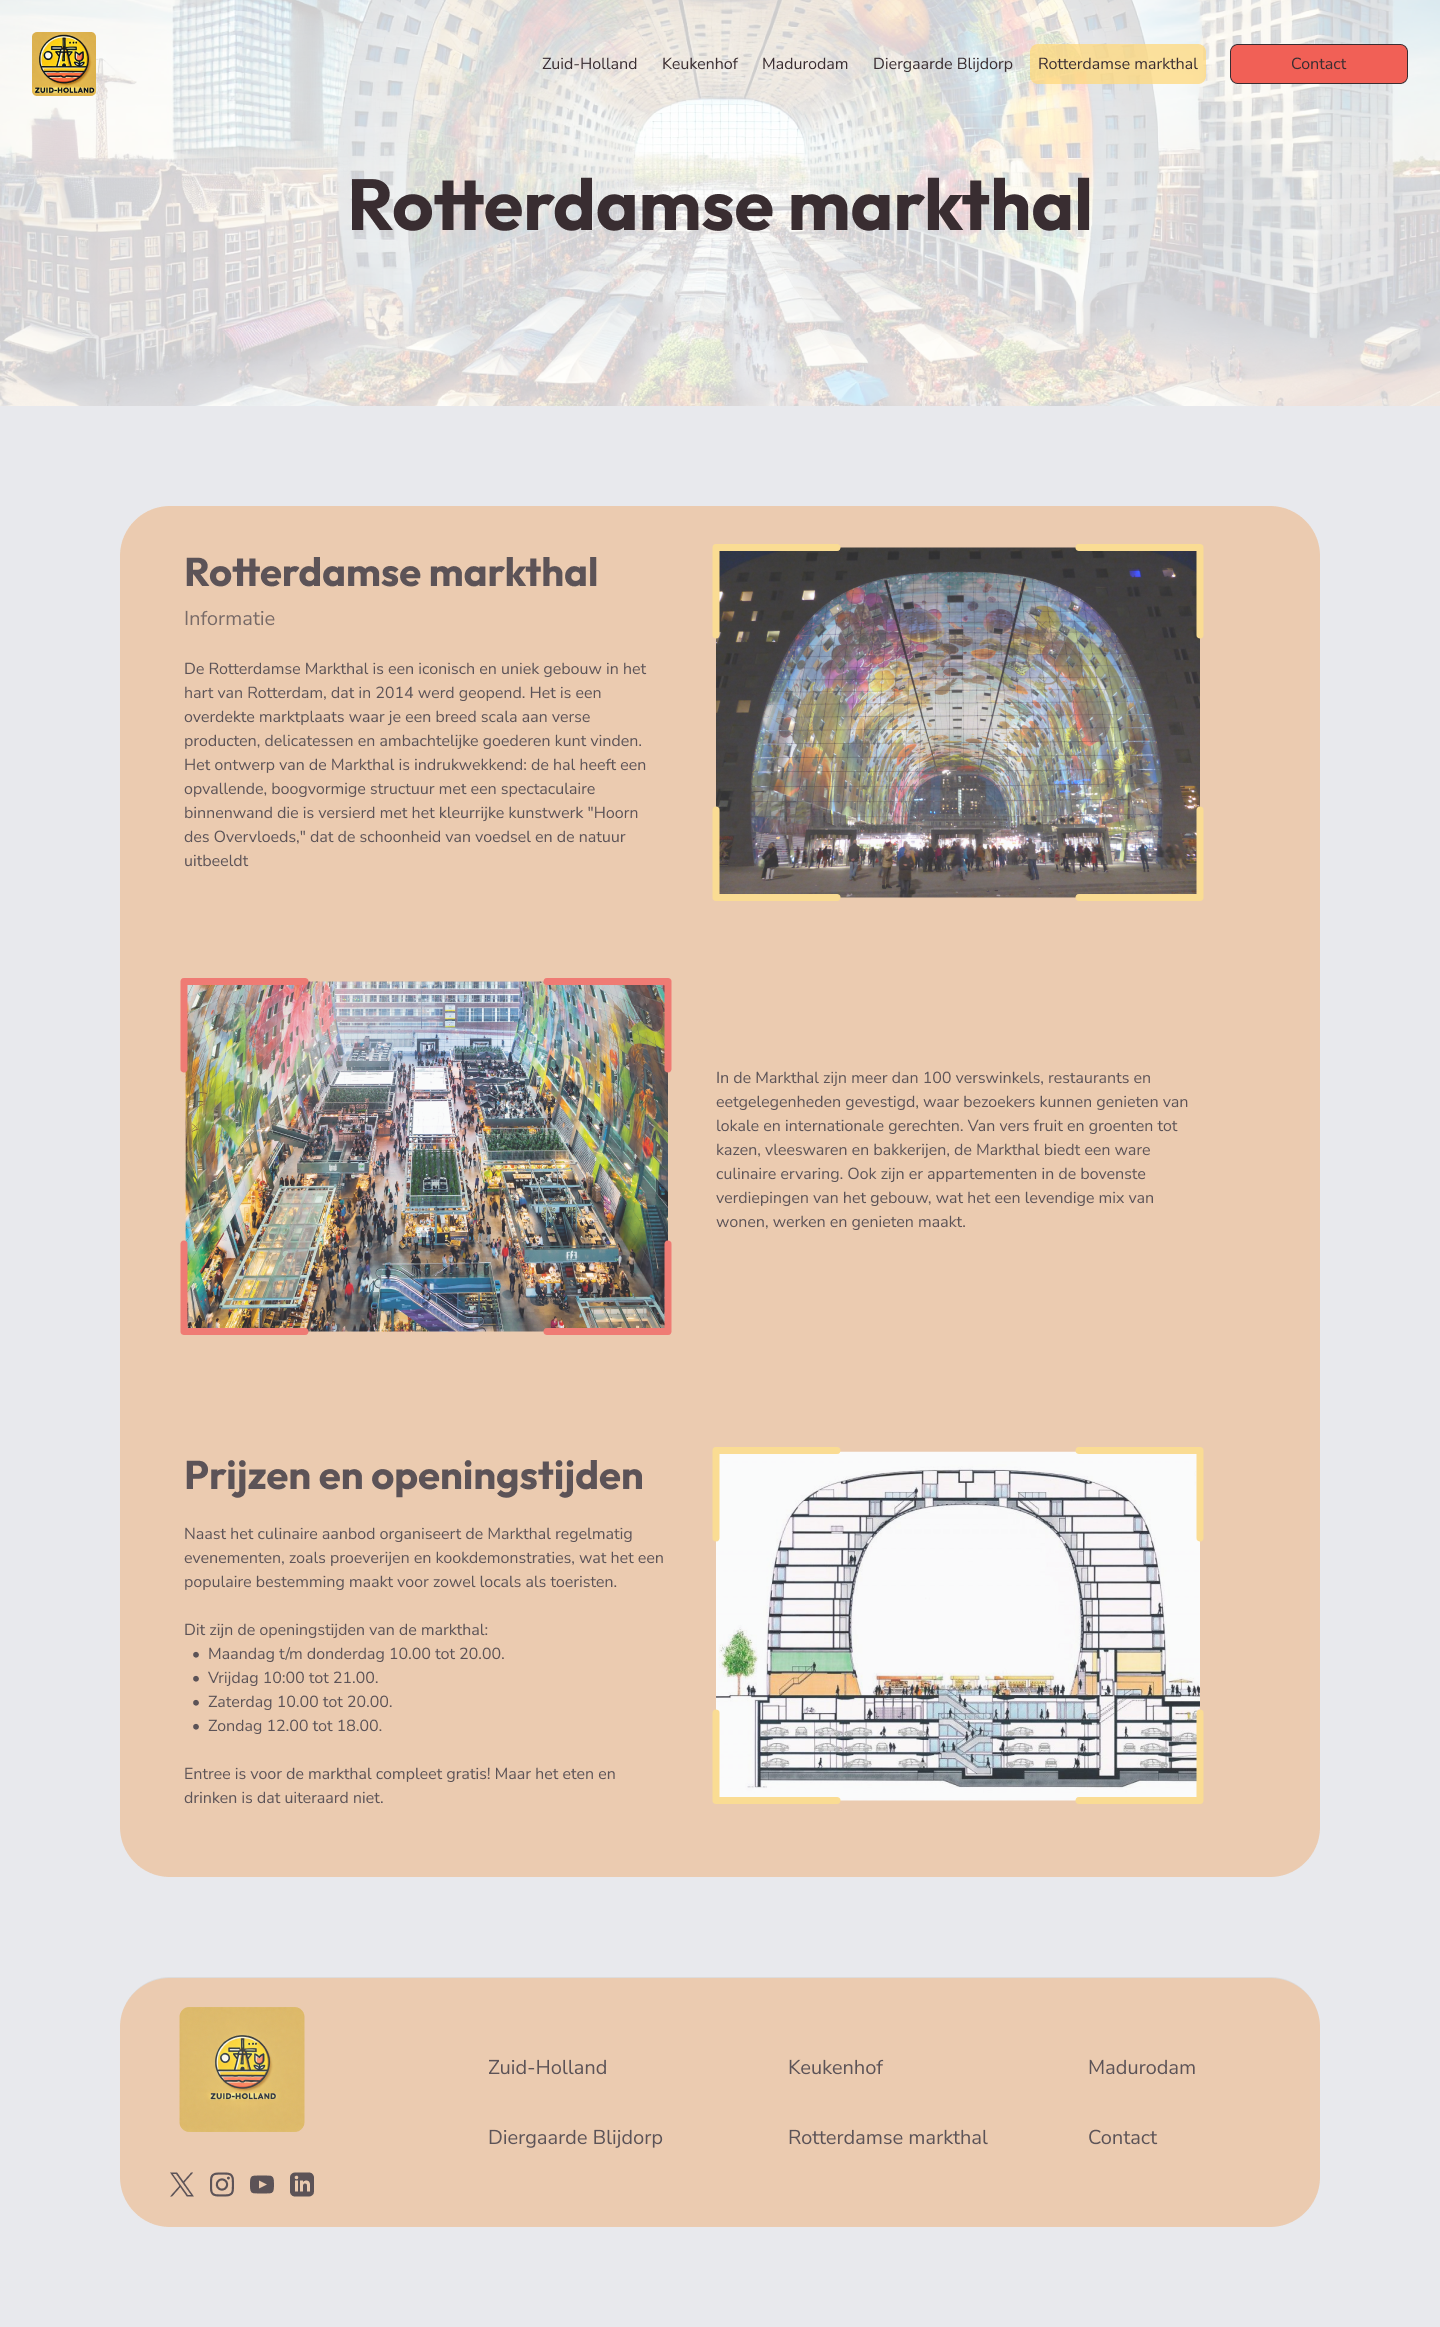 ZUID-HOLLAND
Zuid-Holland
Keukenhof
Madurodam
Diergaarde Blijdorp
Rotterdamse markthal
Contact
Rotterdamse markthal
Rotterdamse markthal
Informatie
De Rotterdamse Markthal is een iconisch en uniek gebouw in het
hart van Rotterdam, dat in 2014 werd geopend. Het is een
overdekte marktplaats waar je een breed scala aan verse
producten, delicatessen en ambachtelijke goederen kunt vinden.
Het ontwerp van de Markthal is indrukwekkend: de hal heeft een
opvallende, boogvormige structuur met een spectaculaire
binnenwand die is versierd met het kleurrijke kunstwerk "Hoorn
des Overvloeds," dat de schoonheid van voedsel en de natuur
uitbeeldt
In de Markthal zijn meer dan 100 verswinkels, restaurants en
eetgelegenheden gevestigd, waar bezoekers kunnen genieten van
lokale en internationale gerechten. Van vers fruit en groenten tot
kazen, vleeswaren en bakkerijen, de Markthal biedt een ware
culinaire ervaring. Ook zijn er appartementen in de bovenste
verdiepingen van het gebouw, wat het een levendige mix van
wonen, werken en genieten maakt.
Prijzen en openingstijden
Naast het culinaire aanbod organiseert de Markthal regelmatig
evenementen, zoals proeverijen en kookdemonstraties, wat het een
populaire bestemming maakt voor zowel locals als toeristen.
Dit zijn de openingstijden van de markthal:
• Maandag t/m donderdag 10.00 tot 20.00.
• Vrijdag 10:00 tot 21.00.
• Zaterdag 10.00 tot 20.00.
• Zondag 12.00 tot 18.00.
Entree is voor de markthal compleet gratis! Maar het eten en
drinken is dat uiteraard niet.
ZUID-HOLLAND
Zuid-Holland
Keukenhof
Madurodam
Diergaarde Blijdorp
Rotterdamse markthal
Contact